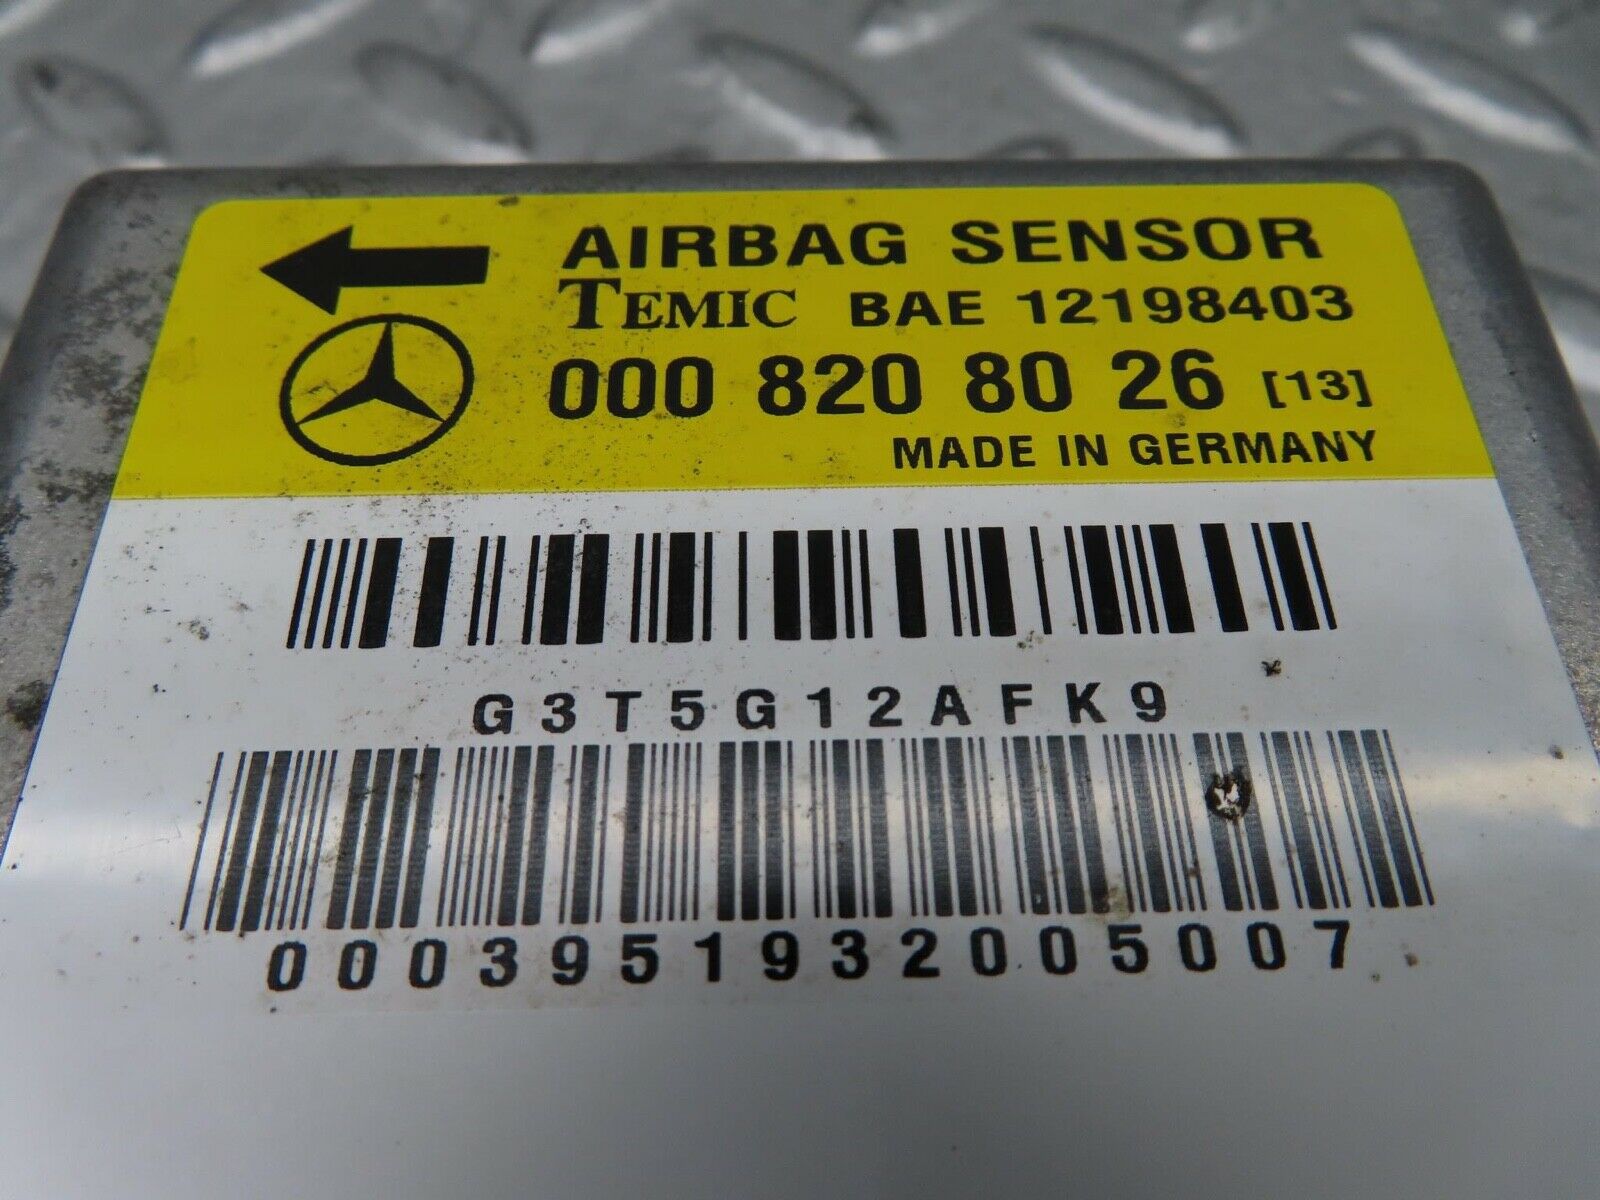 AIRBAG SENSOR
TEMIC BAE 12198403
000 820 80 26 [13]
MADE IN GERMANY
G3T5G12AFK9
0003951932005007